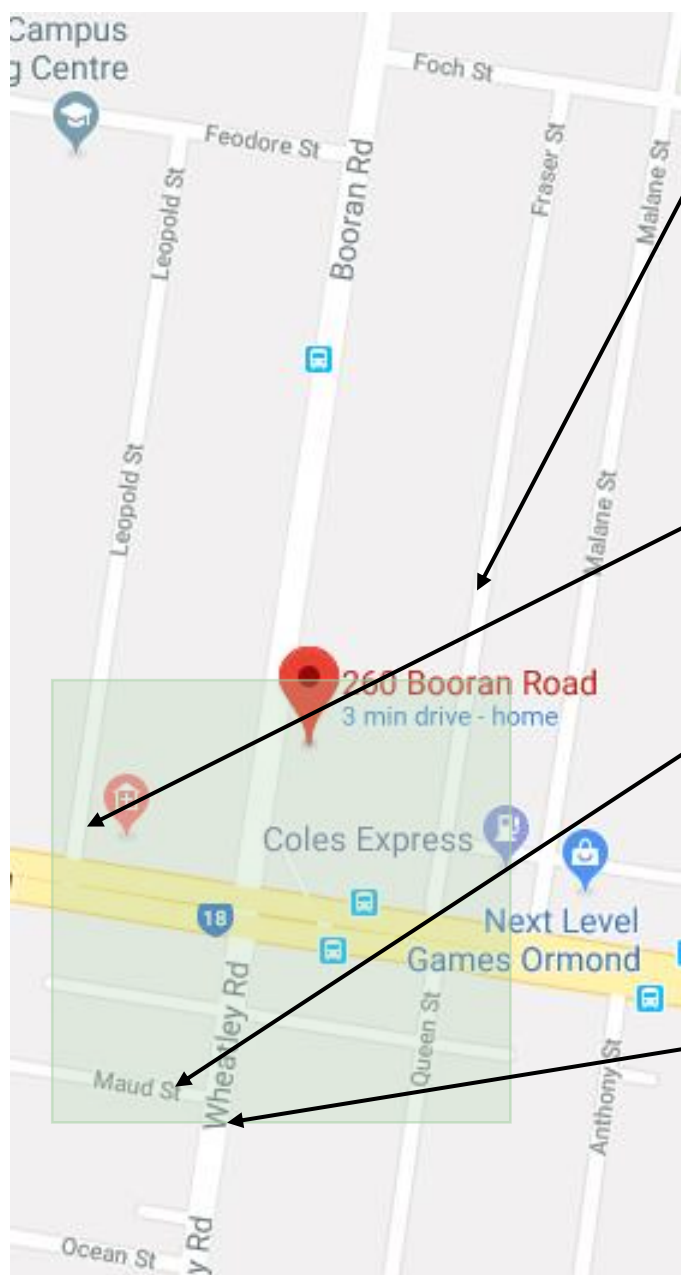 Campus
g Centre
Foch St
Feodore St
Booran Rd
Fraser St
Malane St
Leopold St
Leopold St
Malane St
260 Booran Road
3 min drive - home
Coles Express
18
Next Level
Games Ormond
Wheatley Rd
Queen St
Maud St
Anthony St
Ocean St
y Rd